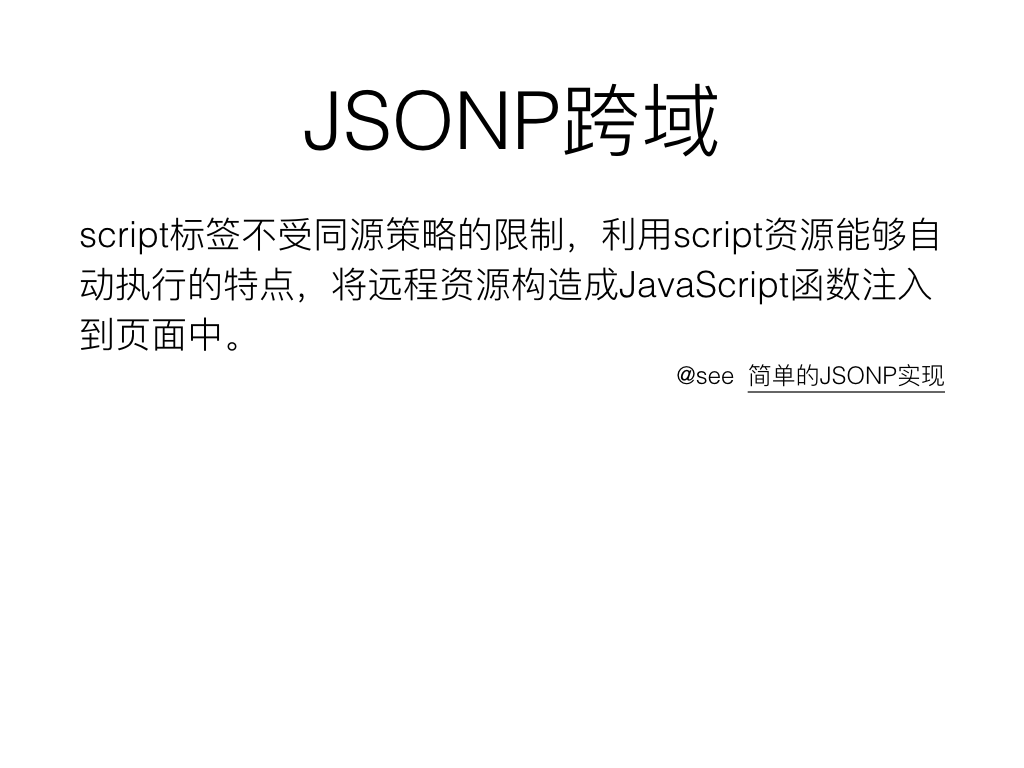 JSONP跨域
script标签不受同源策略的限制，利用script资源能够自
动执行的特点，将远程资源构造成JavaScript函数注入
到页面中。
@see 简单的JSONP实现